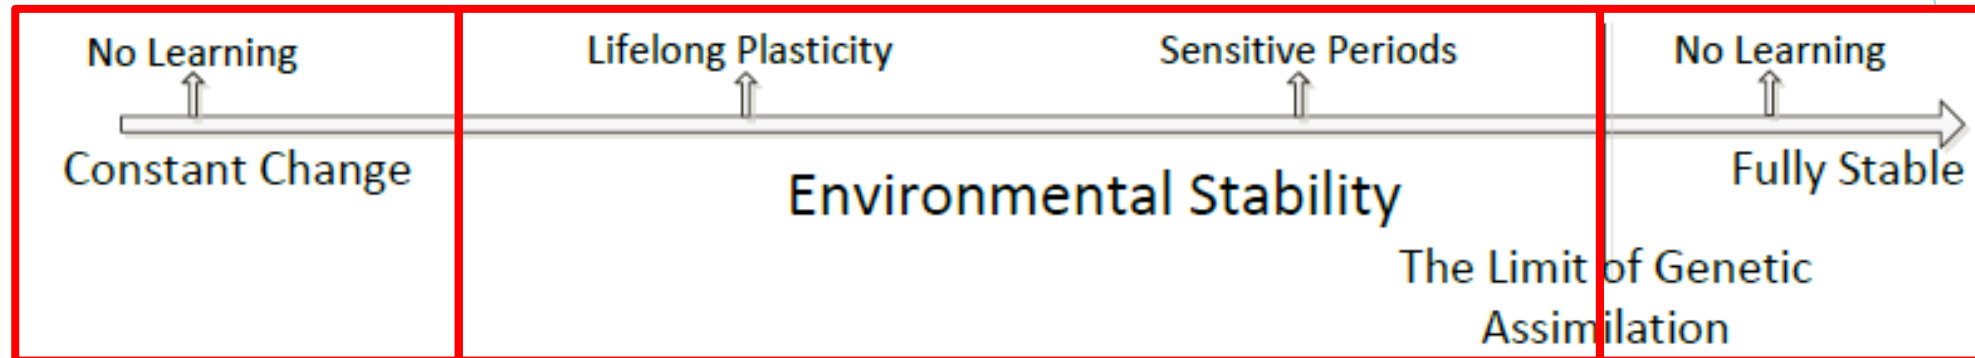 No Learning
Lifelong Plasticity
Sensitive Periods
No Learning
Constant Change
Environmental Stability
Fully Stable
The Limit of Genetic
Assimilation